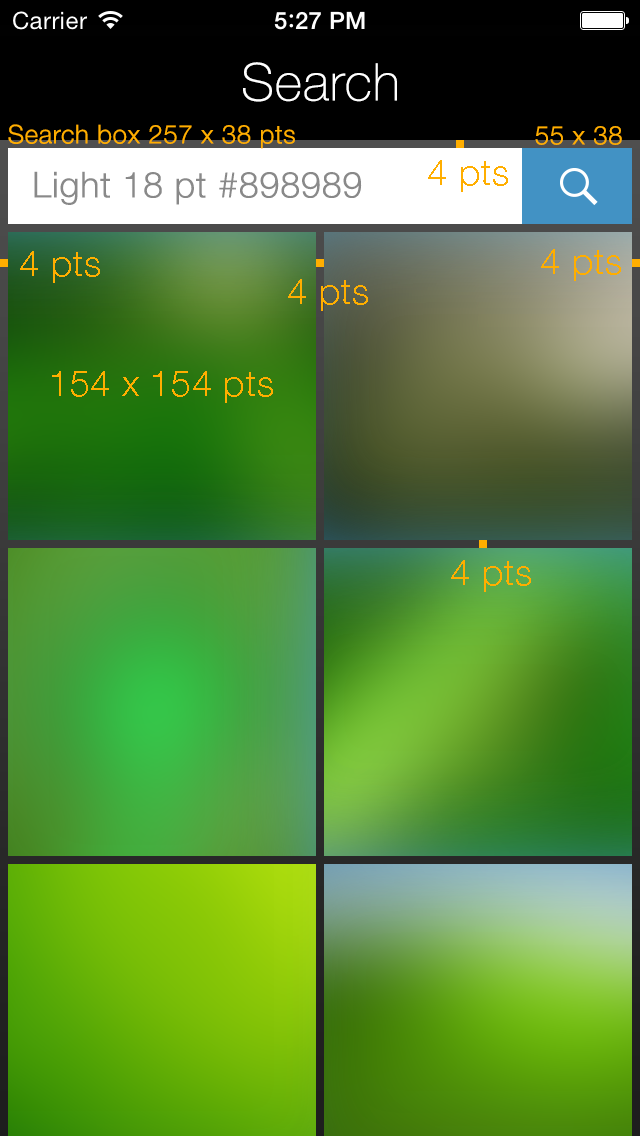 Carrier 5:27 PM
Search
Search box 257 x 38 pts 55 x 38
Light 18 pt #898989 4 pts
4 pts 4 pts
4 pts
154 x 154 pts
4 pts